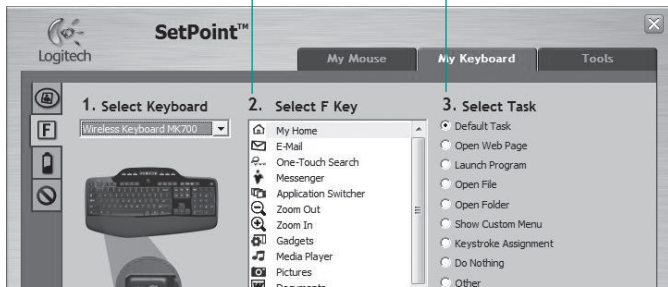 SetPoint™
Logitech
My Mouse
My Keyboard
Tools
1. Select Keyboard
Wireless Keyboard MK700
2. Select F Key
My Home
E-Mail
One-Touch Search
Messenger
Application Switcher
Zoom Out
Zoom In
Gadgets
Media Player
Pictures
Documents
3. Select Task
Default Task
Open Web Page
Launch Program
Open File
Open Folder
Show Custom Menu
Keystroke Assignment
Do Nothing
Other
F